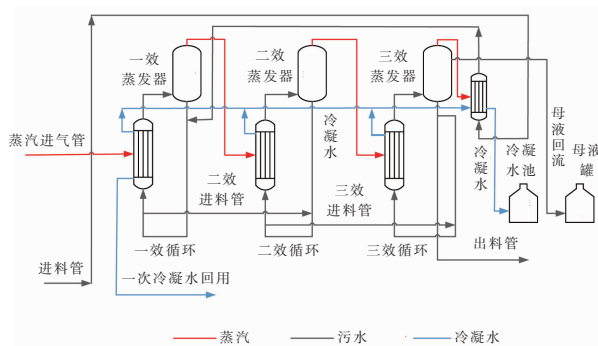 一效
蒸发器
二效
蒸发器
三效
蒸发器
母液回流
冷凝水
冷凝水
冷凝
水池
母液
罐
蒸汽进气管
二效
进料管
三效
进料管
一效循环
二效循环
三效循环
出料管
进料管
一次冷凝水回用
蒸汽
污水
冷凝水